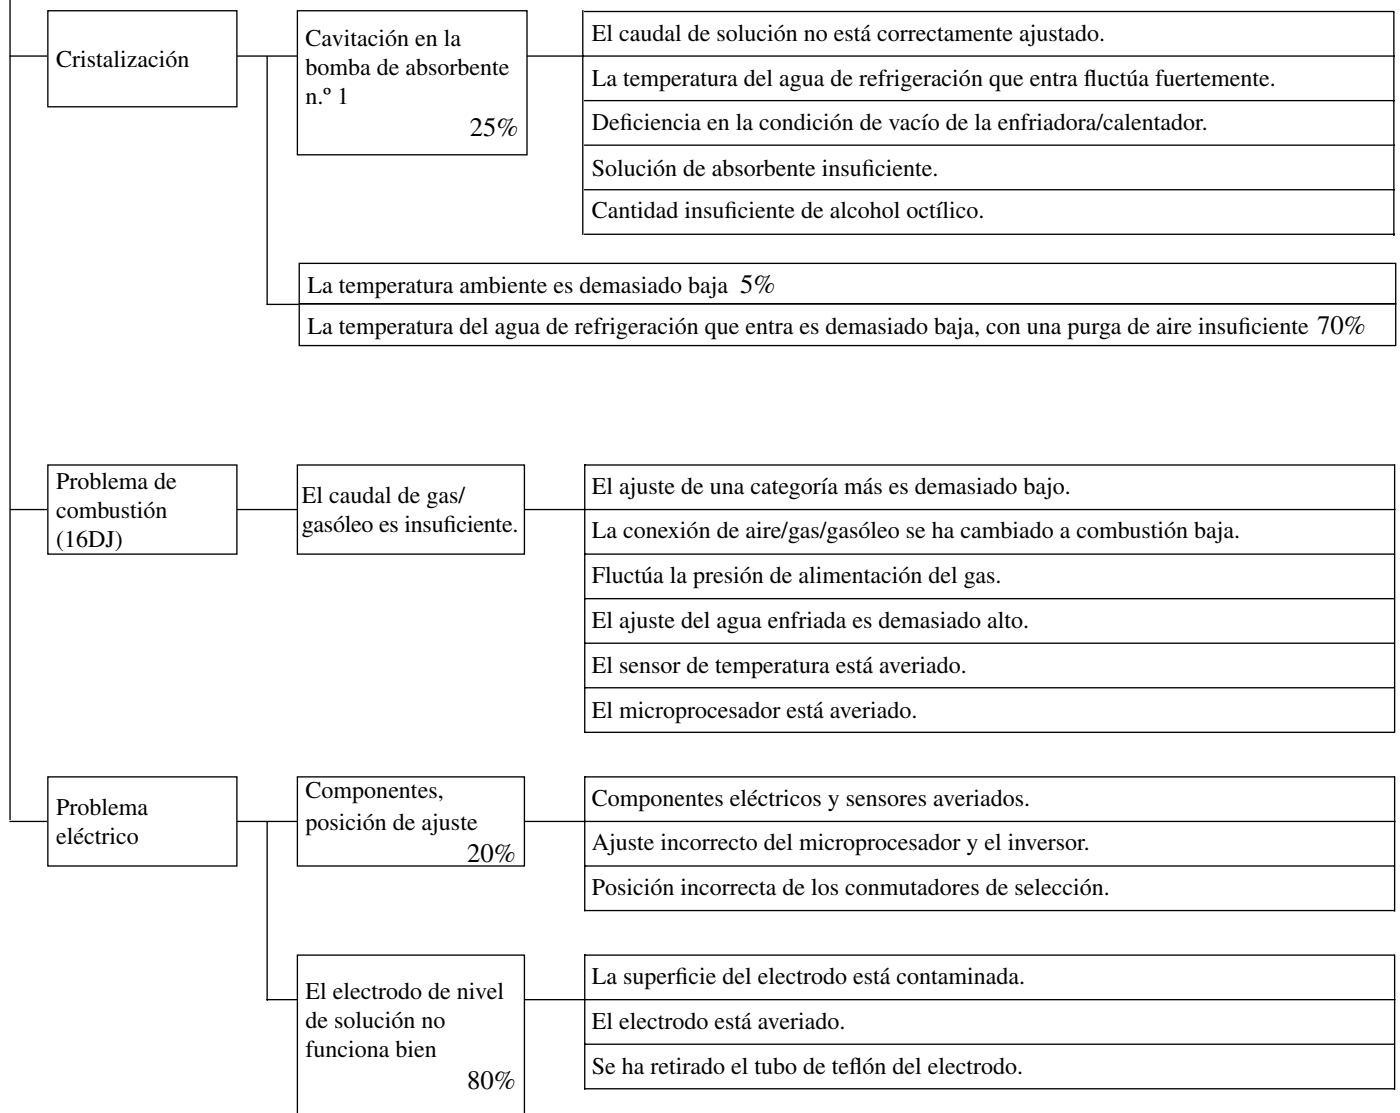 Cristalización
Cavitación en la
bomba de absorbente
n.º 1
25%
El caudal de solución no está correctamente ajustado.
La temperatura del agua de refrigeración que entra fluctúa fuertemente.
Deficiencia en la condición de vacío de la enfriadora/calentador.
Solución de absorbente insuficiente.
Cantidad insuficiente de alcohol octílico.
La temperatura ambiente es demasiado baja 5%
La temperatura del agua de refrigeración que entra es demasiado baja, con una purga de aire insuficiente 70%
Problema de
combustión
(16DJ)
El caudal de gas/
gasóleo es insuficiente.
El ajuste de una categoría más es demasiado bajo.
La conexión de aire/gas/gasóleo se ha cambiado a combustión baja.
Fluctúa la presión de alimentación del gas.
El ajuste del agua enfriada es demasiado alto.
El sensor de temperatura está averiado.
El microprocesador está averiado.
Problema
eléctrico
Componentes,
posición de ajuste
20%
Componentes eléctricos y sensores averiados.
Ajuste incorrecto del microprocesador y el inversor.
Posición incorrecta de los conmutadores de selección.
El electrodo de nivel
de solución no
funciona bien
80%
La superficie del electrodo está contaminada.
El electrodo está averiado.
Se ha retirado el tubo de teflón del electrodo.